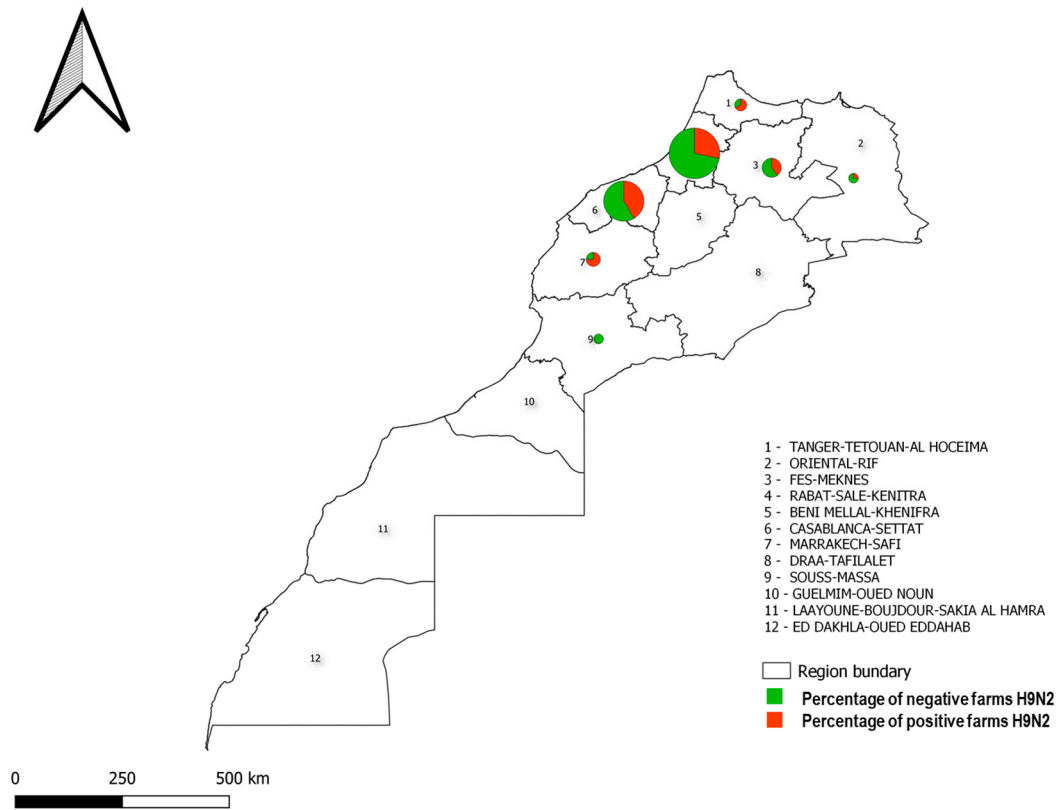 1
2
3
6
5
7
8
9
10
11
12
1 - TANGER-TETOUAN-AL HOCEIMA
2 - ORIENTAL-RIF
3 - FES-MEKNES
4 - RABAT-SALE-KENITRA
5 - BENI MELLAL-KHENIFRA
6 - CASABLANCA-SETTAT
7 - MARRAKECH-SAFI
8 - DRAA-TAFILALET
9 - SOUSS-MASSA
10 - GUELMIM-OUED NOUN
11 - LAAYOUNE-BOUJDOUR-SAKIA AL HAMRA
12 - ED DAKHLA-OUED EDDAHAB
Region bundary
Percentage of negative farms H9N2
Percentage of positive farms H9N2
0 250 500 km